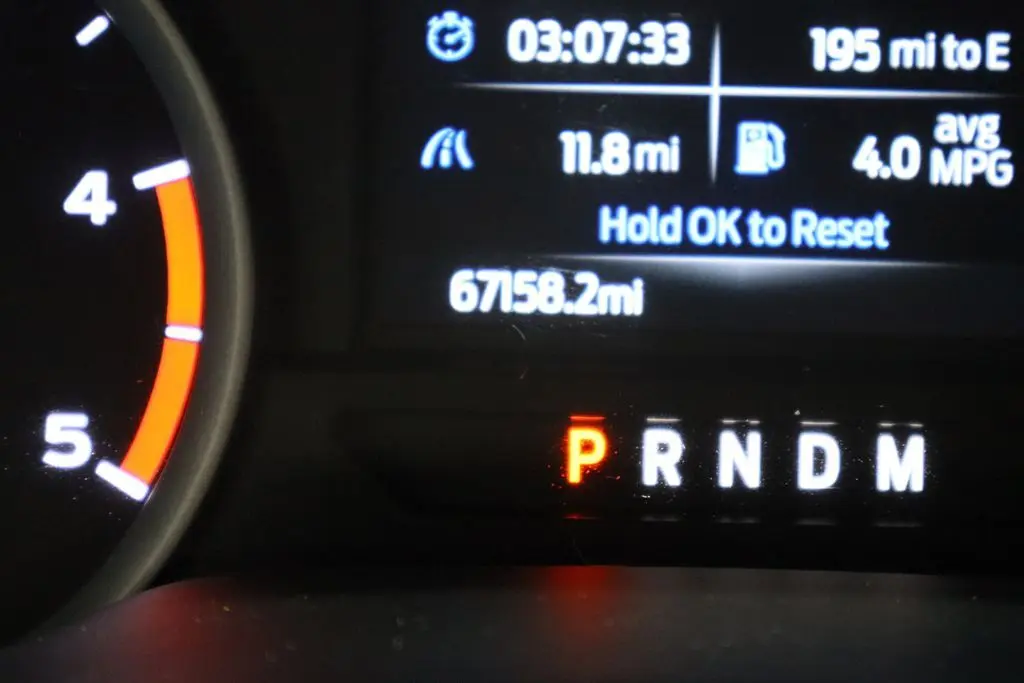 03:07:33
195 mi to E
11.8 mi
4.0 avg MPG
Hold OK to Reset
67158.2mi
4
5
P R N D M